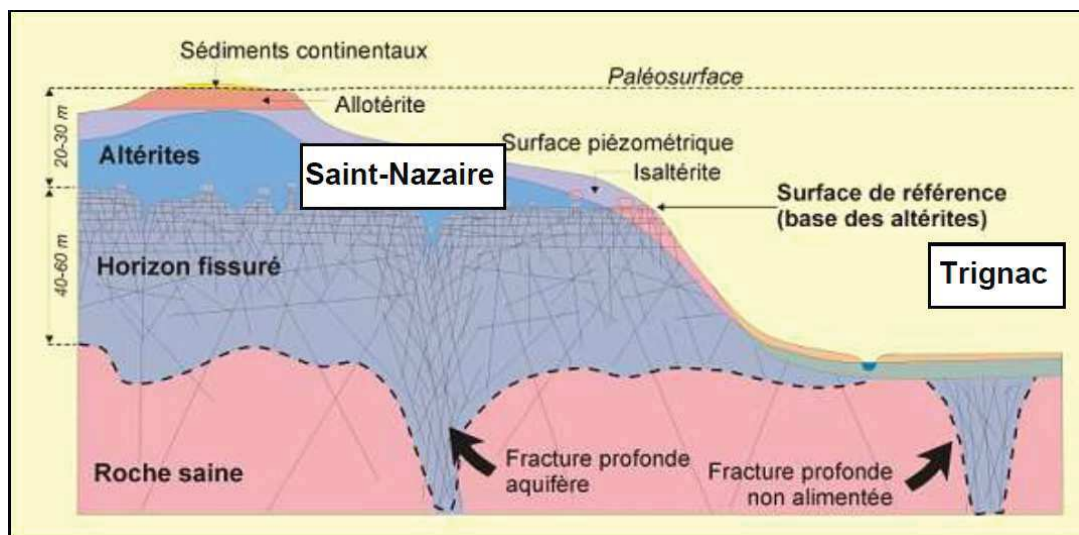 Sédiments continentaux
Paléosurface
Allotérite
20-30 m
Surface pièzométrique
Altérites
Saint-Nazaire
Isaltérite
Surface de référence
(base des altérites)
40-60 m
Horizon fissuré
Trignac
Roche saine
Fracture profonde
aquifère
Fracture profonde
non alimentée